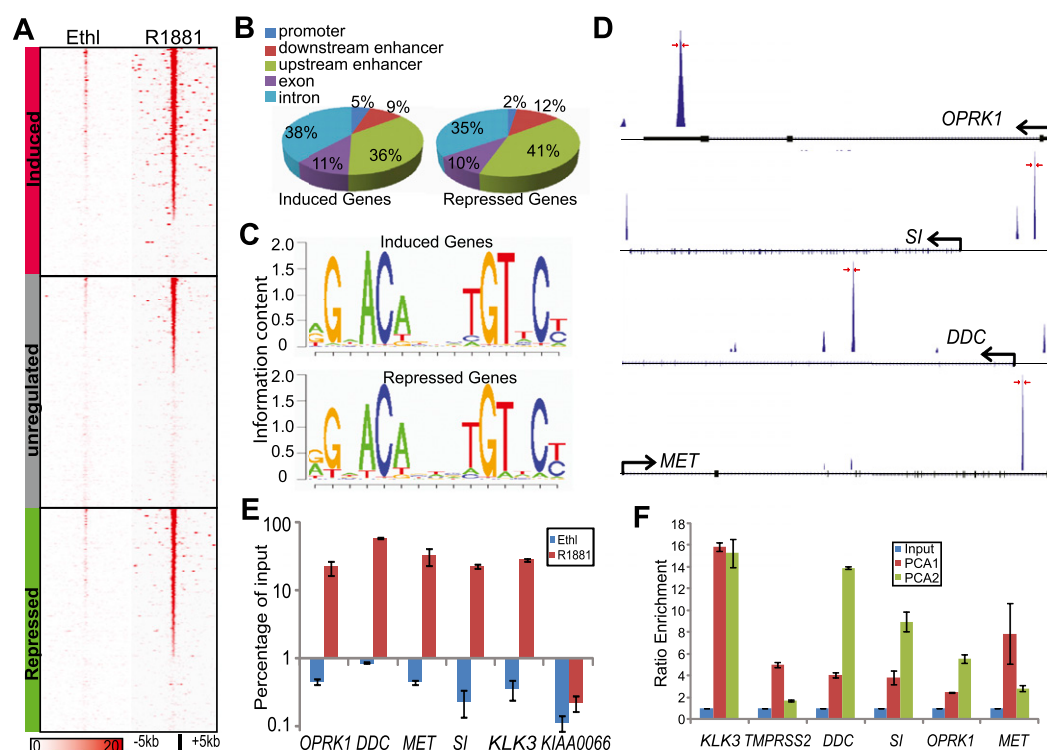 A
Ethl R1881
Induced
unregulated
Repressed
0 20 -5kb +5kb
B
promoter
downstream enhancer
upstream enhancer
exon
intron
5% 9% 36% 11% 38%
Induced Genes
2% 12% 41% 10% 35%
Repressed Genes
C
Information content
Induced Genes
2.0
1.5
1.0
0.5
0
Repressed Genes
2.0
1.5
1.0
0.5
0
D
OPRK1
SI
DDC
MET
E
Percentage of input
100
10
1
0.1
Ethl
R1881
OPRK1 DDC MET SI KLK3 KIAA0066
F
Ratio Enrichment
18
16
14
12
10
8
6
4
2
0
Input
PCA1
PCA2
KLK3 TMPRSS2 DDC SI OPRK1 MET